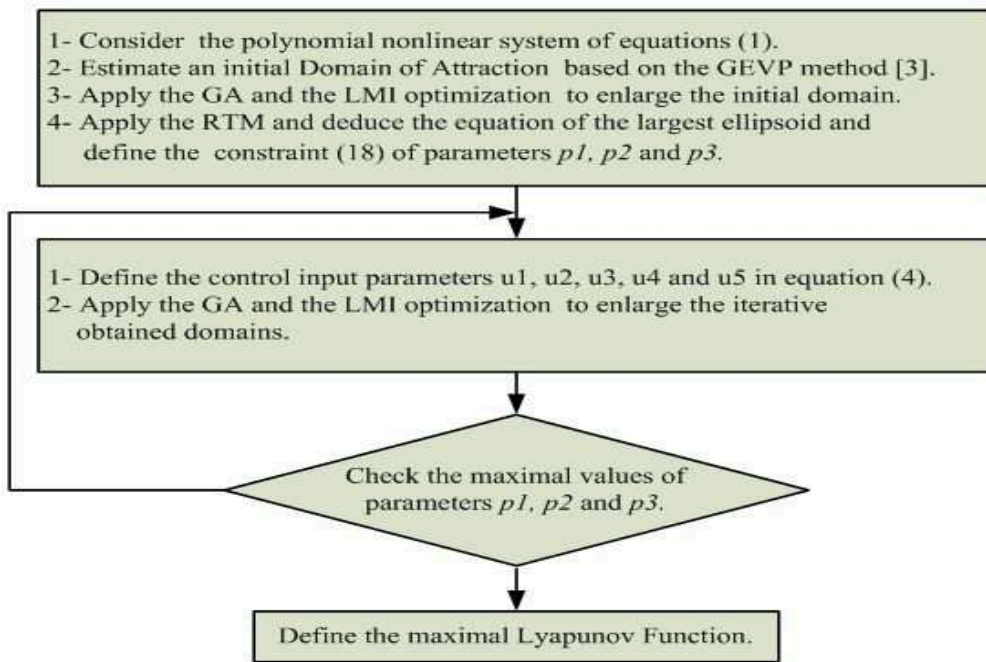 1- Consider the polynomial nonlinear system of equations (1).
2- Estimate an initial Domain of Attraction based on the GEVP method [3].
3- Apply the GA and the LMI optimization to enlarge the initial domain.
4- Apply the RTM and deduce the equation of the largest ellipsoid and
define the constraint (18) of parameters p1, p2 and p3.
1- Define the control input parameters u1, u2, u3, u4 and u5 in equation (4).
2- Apply the GA and the LMI optimization to enlarge the iterative
obtained domains.
Check the maximal values of
parameters p1, p2 and p3.
Define the maximal Lyapunov Function.